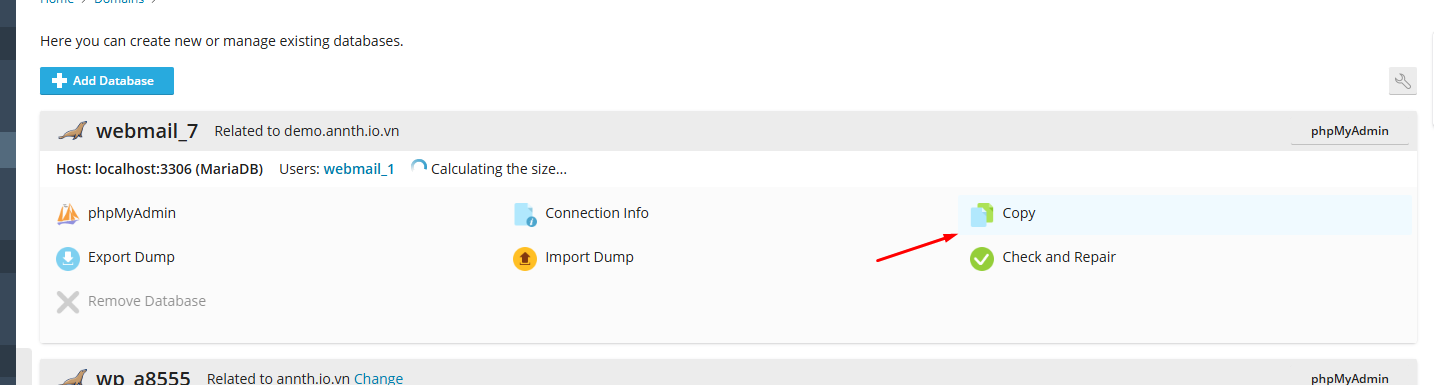 Home > Domains >
Here you can create new or manage existing databases.
Add Database
webmail_7 Related to demo.annth.io.vn phpMyAdmin
Host: localhost:3306 (MariaDB) Users: webmail_1 Calculating the size...
phpMyAdmin Connection Info Copy
Export Dump Import Dump Check and Repair
Remove Database
wp_a8555 Related to annth.io.vn Change phpMyAdmin